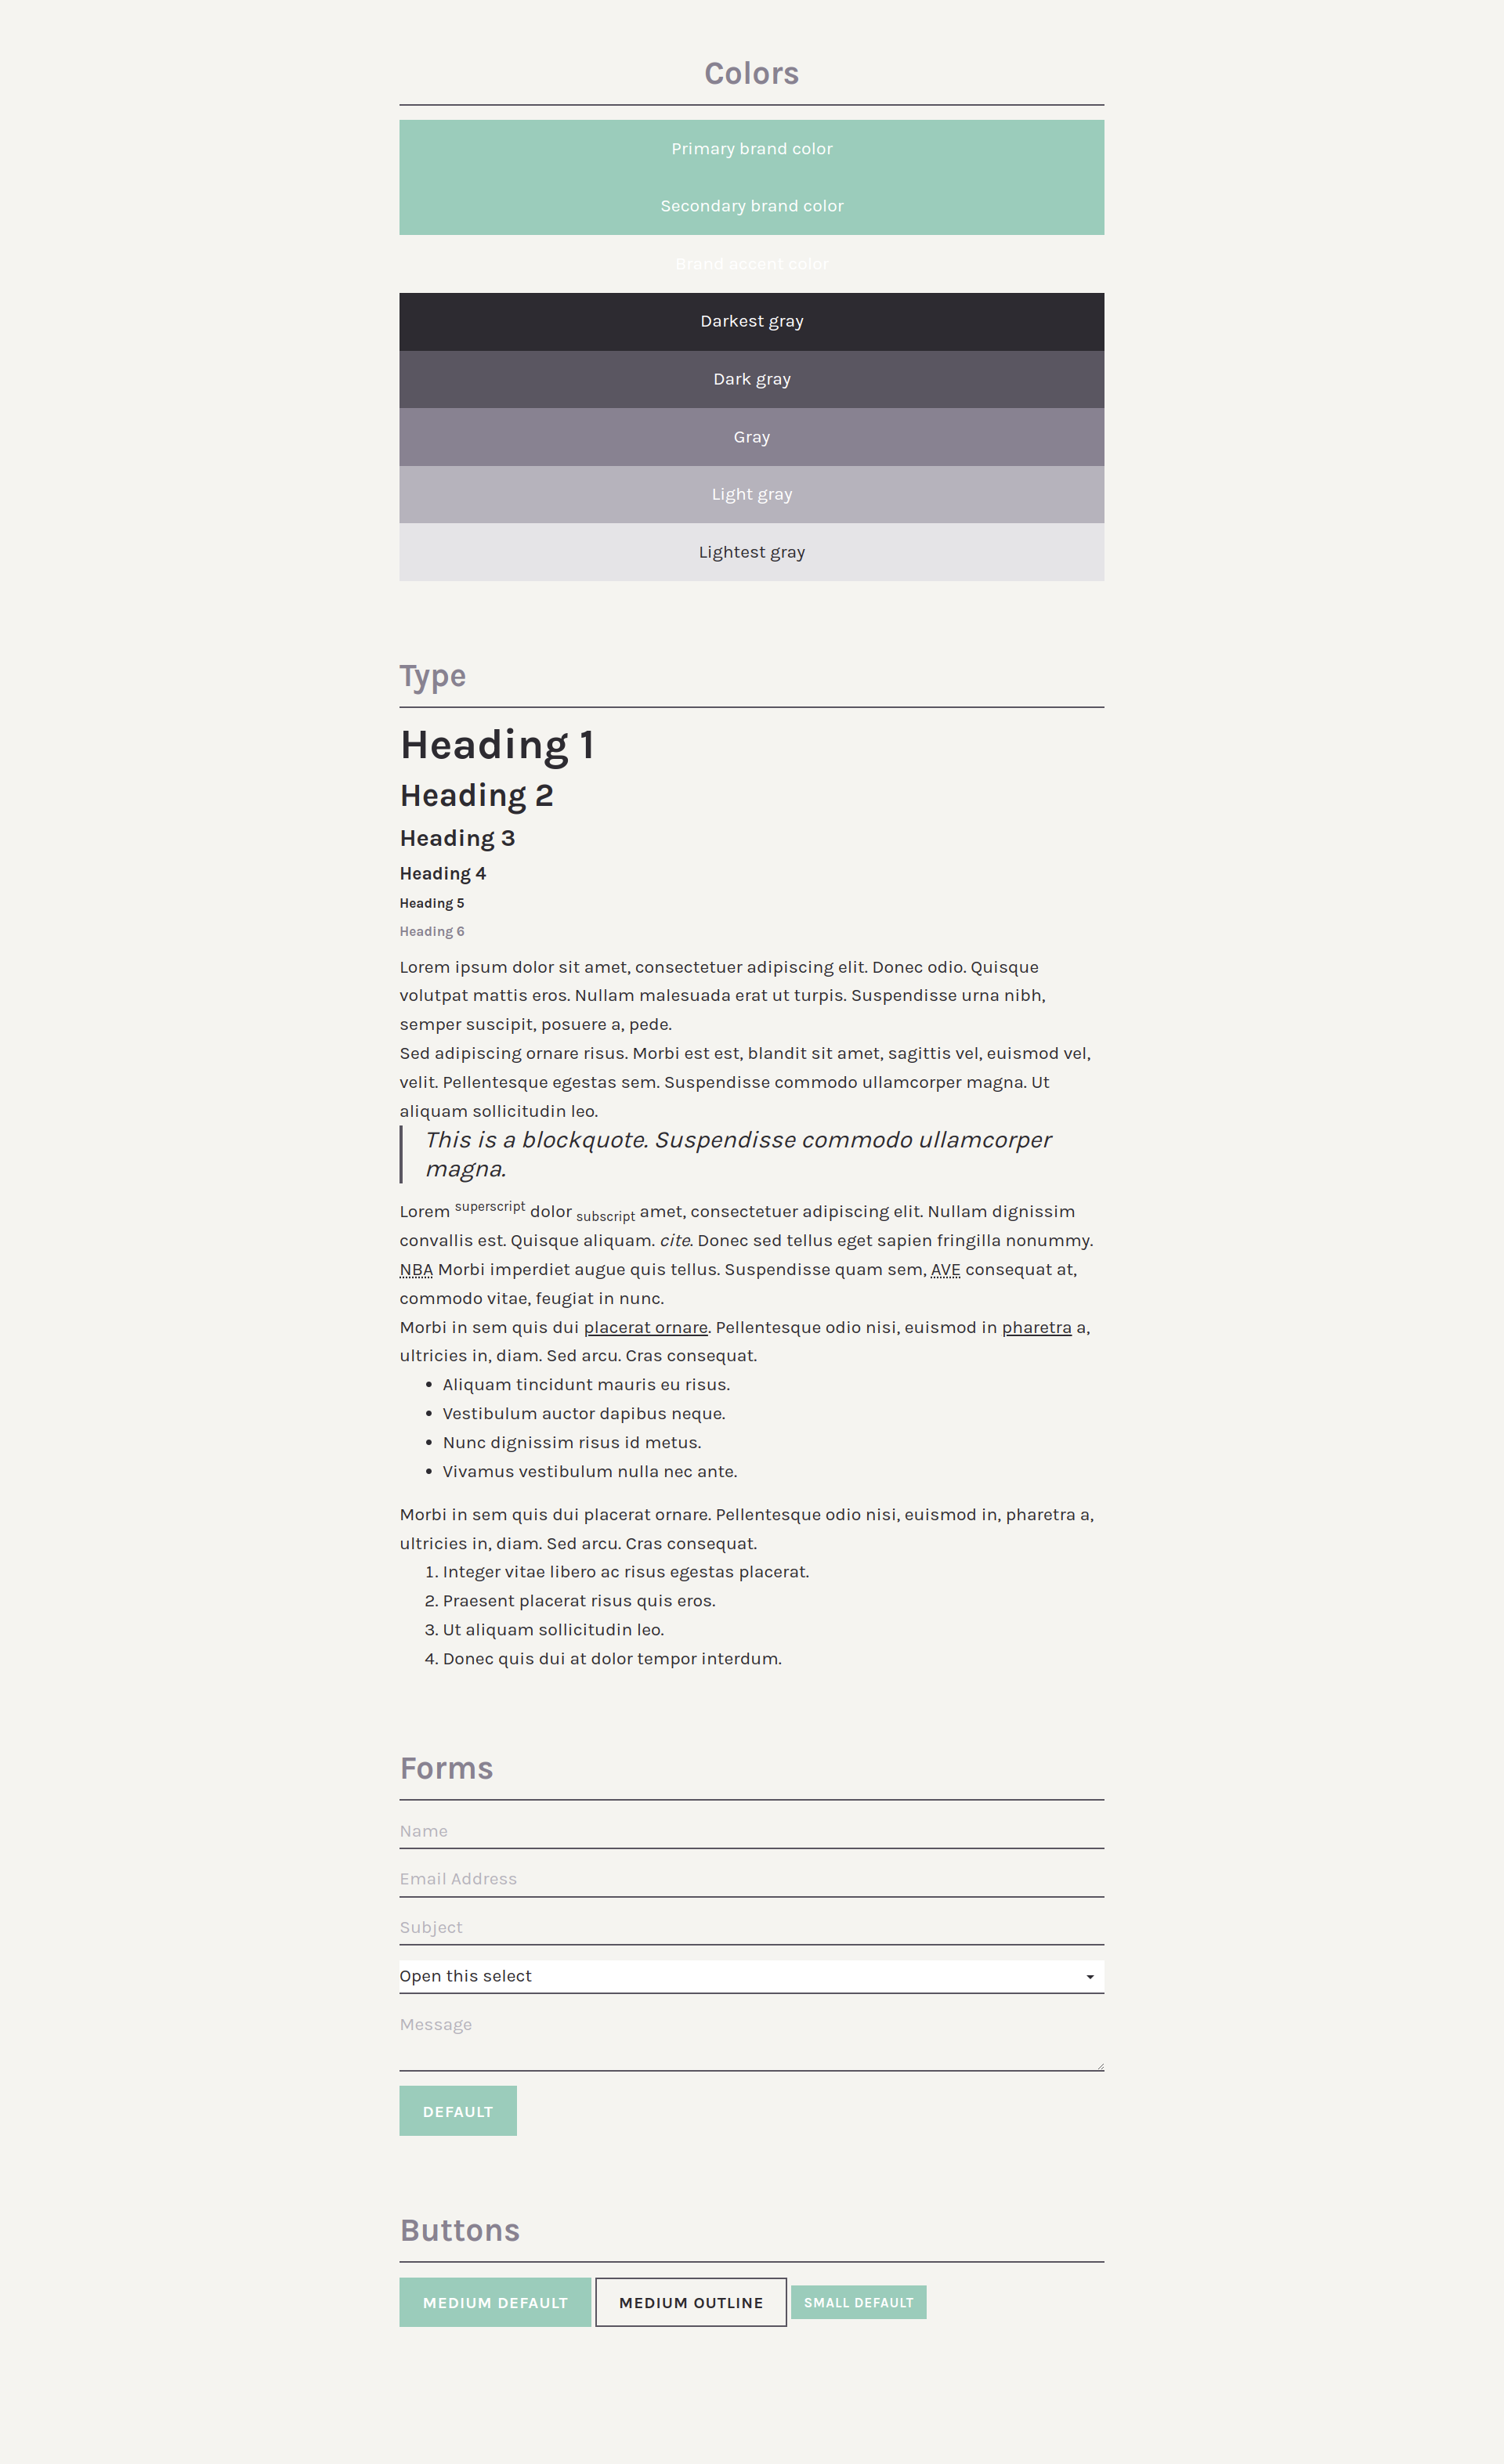 Colors
Primary brand color
Secondary brand color
Brand accent color
Darkest gray
Dark gray
Gray
Light gray
Lightest gray
Type
Heading 1
Heading 2
Heading 3
Heading 4
Heading 5
Heading 6
Lorem ipsum dolor sit amet, consectetuer adipiscing elit. Donec odio. Quisque
volutpat mattis eros. Nullam malesuada erat ut turpis. Suspendisse urna nibh,
semper suscipit, posuere a, pede.
Sed adipiscing ornare risus. Morbi est est, blandit sit amet, sagittis vel, euismod vel,
velit. Pellentesque egestas sem. Suspendisse commodo ullamcorper magna. Ut
aliquam sollicitudin leo.
This is a blockquote. Suspendisse commodo ullamcorper
magna.
Lorem superscript dolor subscript amet, consectetuer adipiscing elit. Nullam dignissim
convallis est. Quisque aliquam. cite. Donec sed tellus eget sapien fringilla nonummy.
NBA Morbi imperdiet augue quis tellus. Suspendisse quam sem, AVE consequat at,
commodo vitae, feugiat in nunc.
Morbi in sem quis dui placerat ornare. Pellentesque odio nisi, euismod in pharetra a,
ultricies in, diam. Sed arcu. Cras consequat.
• Aliquam tincidunt mauris eu risus.
• Vestibulum auctor dapibus neque.
• Nunc dignissim risus id metus.
• Vivamus vestibulum nulla nec ante.
Morbi in sem quis dui placerat ornare. Pellentesque odio nisi, euismod in, pharetra a,
ultricies in, diam. Sed arcu. Cras consequat.
1. Integer vitae libero ac risus egestas placerat.
2. Praesent placerat risus quis eros.
3. Ut aliquam sollicitudin leo.
4. Donec quis dui at dolor tempor interdum.
Forms
Name
Email Address
Subject
Open this select
Message
DEFAULT
Buttons
MEDIUM DEFAULT MEDIUM OUTLINE SMALL DEFAULT